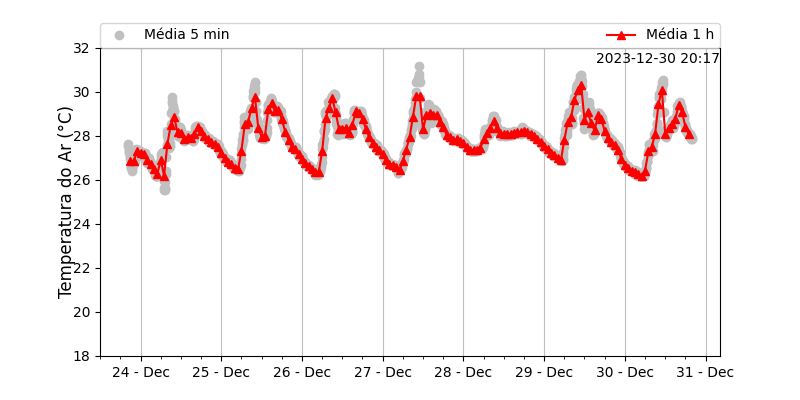 Média 5 min
Média 1 h
2023-12-30 20:17
Temperatura do Ar (°C)
32
30
28
26
24
22
20
18
24 - Dec
25 - Dec
26 - Dec
27 - Dec
28 - Dec
29 - Dec
30 - Dec
31 - Dec